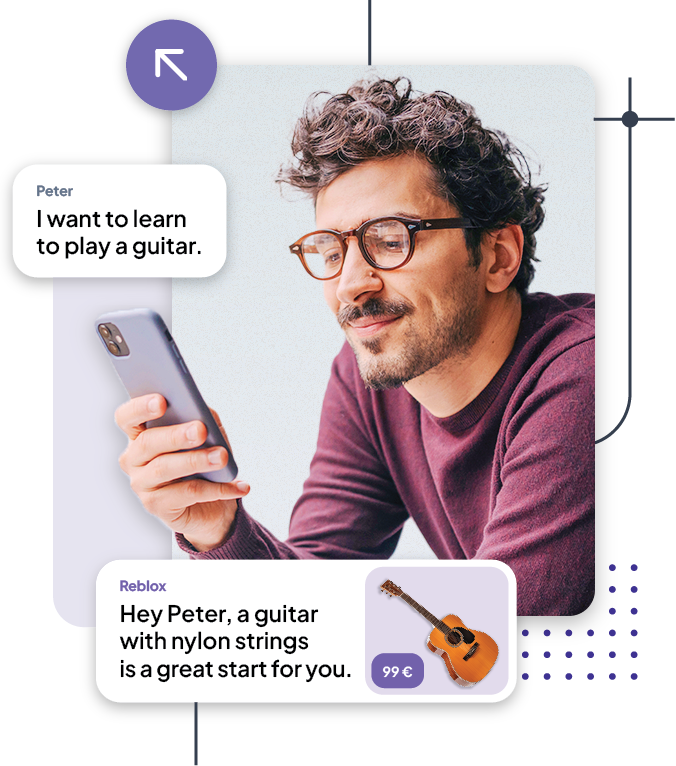 Peter
I want to learn
to play a guitar.
Reblox
Hey Peter, a guitar
with nylon strings
is a great start for you.
99 €